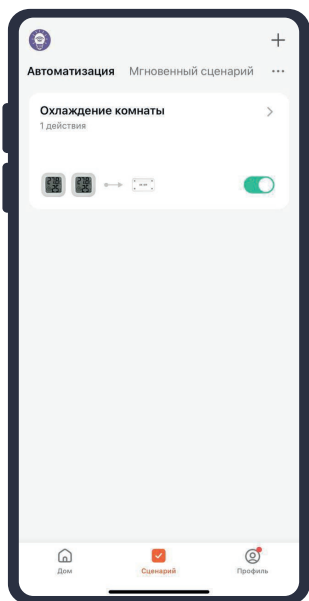 Автоматизация Мгновенный сценарий
Охлаждение комнаты
1 действия
Дом Сценарий Профиль